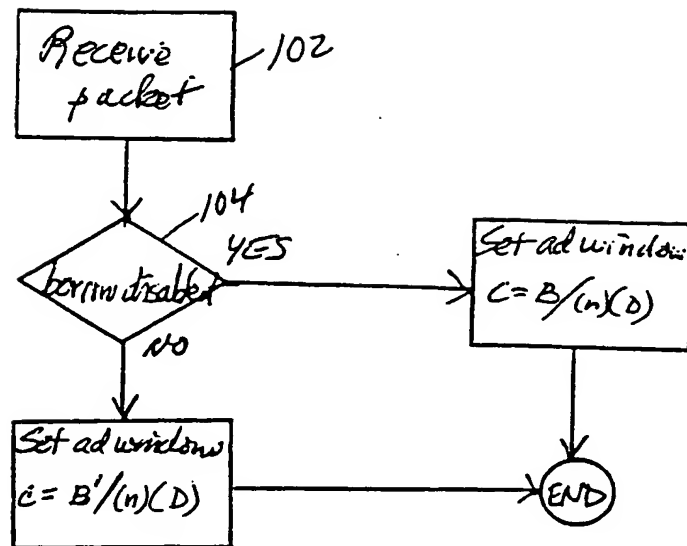 Receive
packet
102
104
YES
borrow disabled
NO
Set ad window
C = B/(n)(D)
Set ad window
C = B'/(n)(D)
END